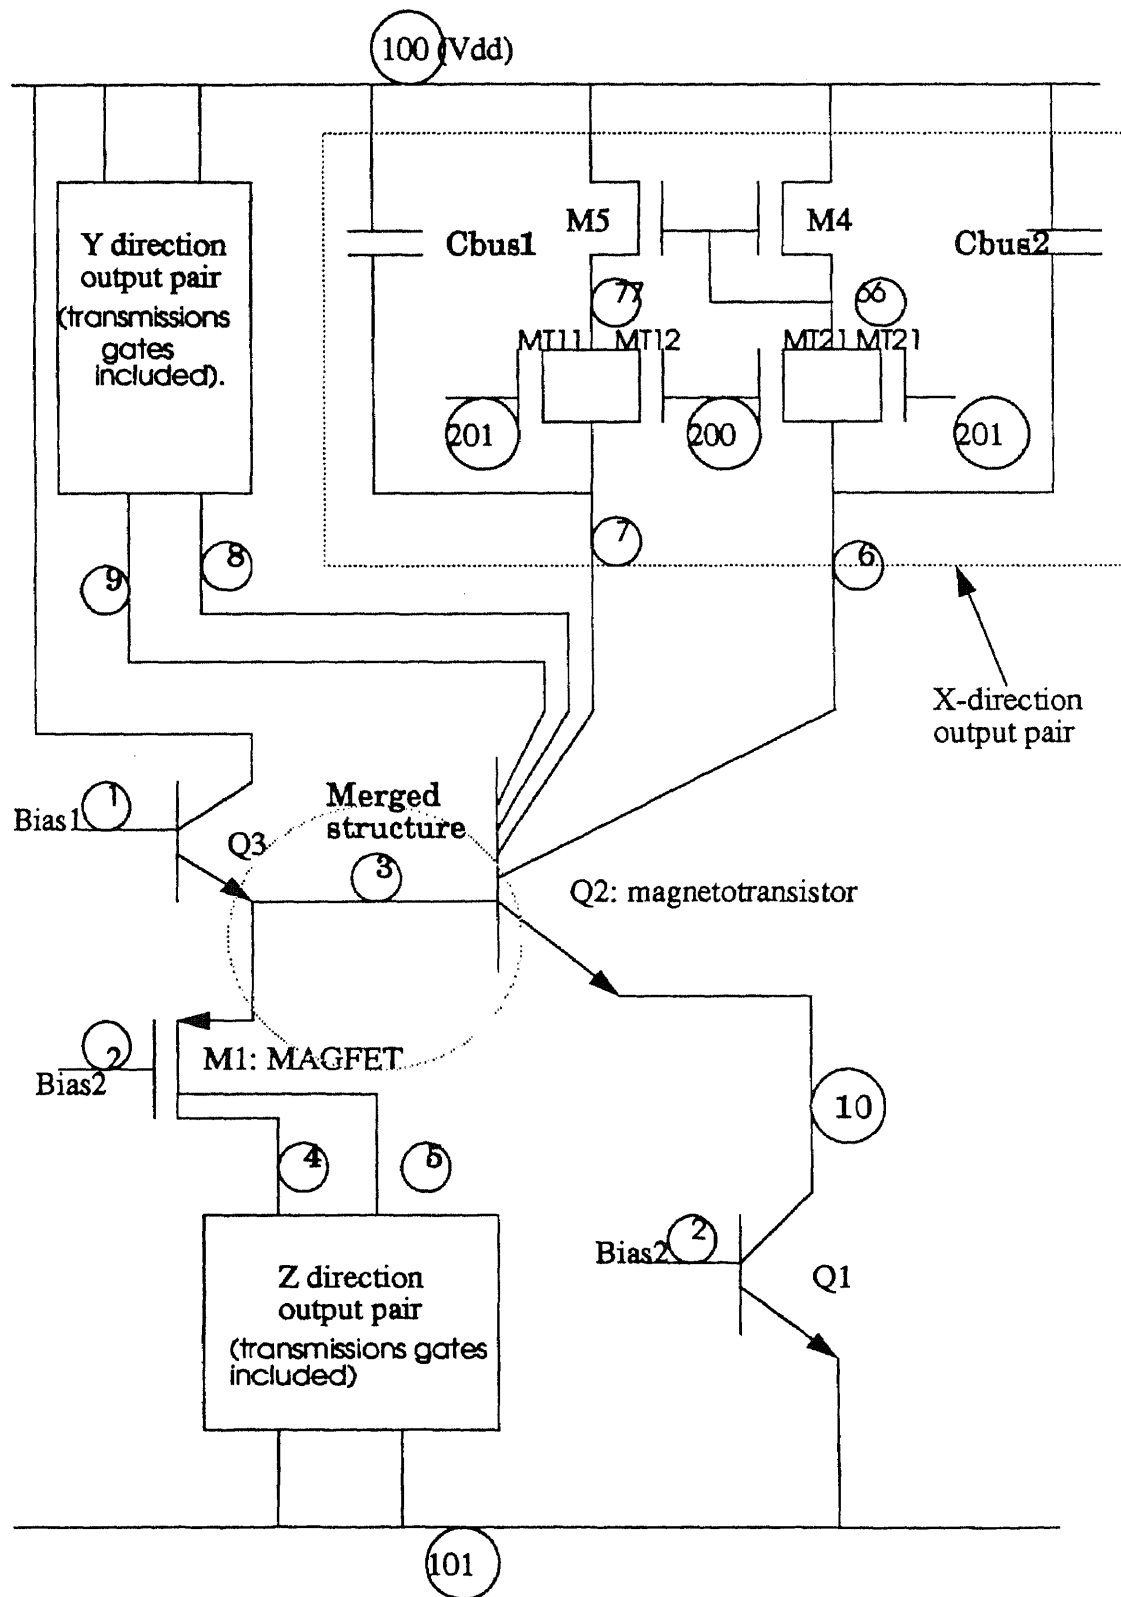 100 (Vdd)
M5
M4
Y direction
output pair
(transmissions
gates
included).
Cbus1
Cbus2
77
66
MT11 MT12
MT21 MT21
201
200
201
7
6
9
8
X-direction
output pair
1
Bias1
Merged
structure
Q3
3
Q2: magnetotransistor
2
Bias2
M1: MAGFET
10
4
5
2
Bias2
Q1
Z direction
output pair
(transmissions gates
included)
101